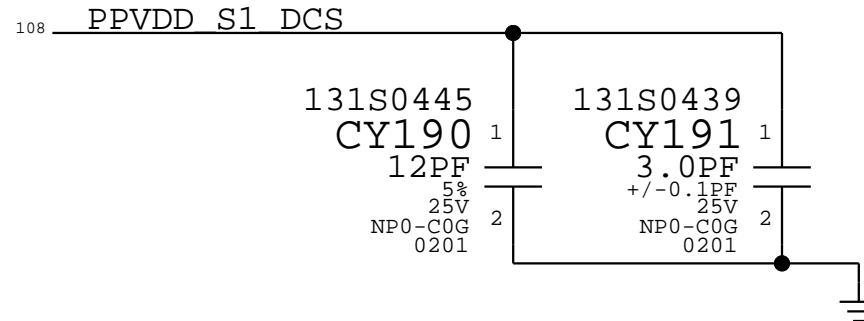 108 PPVDD_S1_DCS
131S0445
CY190
12PF
5%
25V
NP0-C0G
0201
1
2
131S0439
CY191
3.0PF
+/-0.1PF
25V
NP0-C0G
0201
1
2